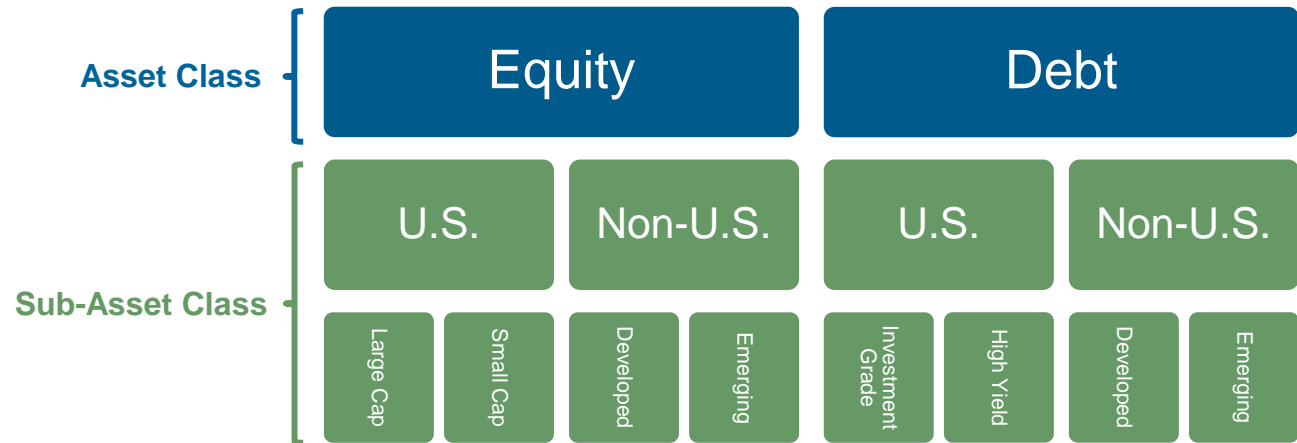 Asset Class
Equity
Debt
Sub-Asset Class
U.S.
Non-U.S.
U.S.
Non-U.S.
Large Cap
Small Cap
Developed
Emerging
Investment
Grade
High Yield
Developed
Emerging